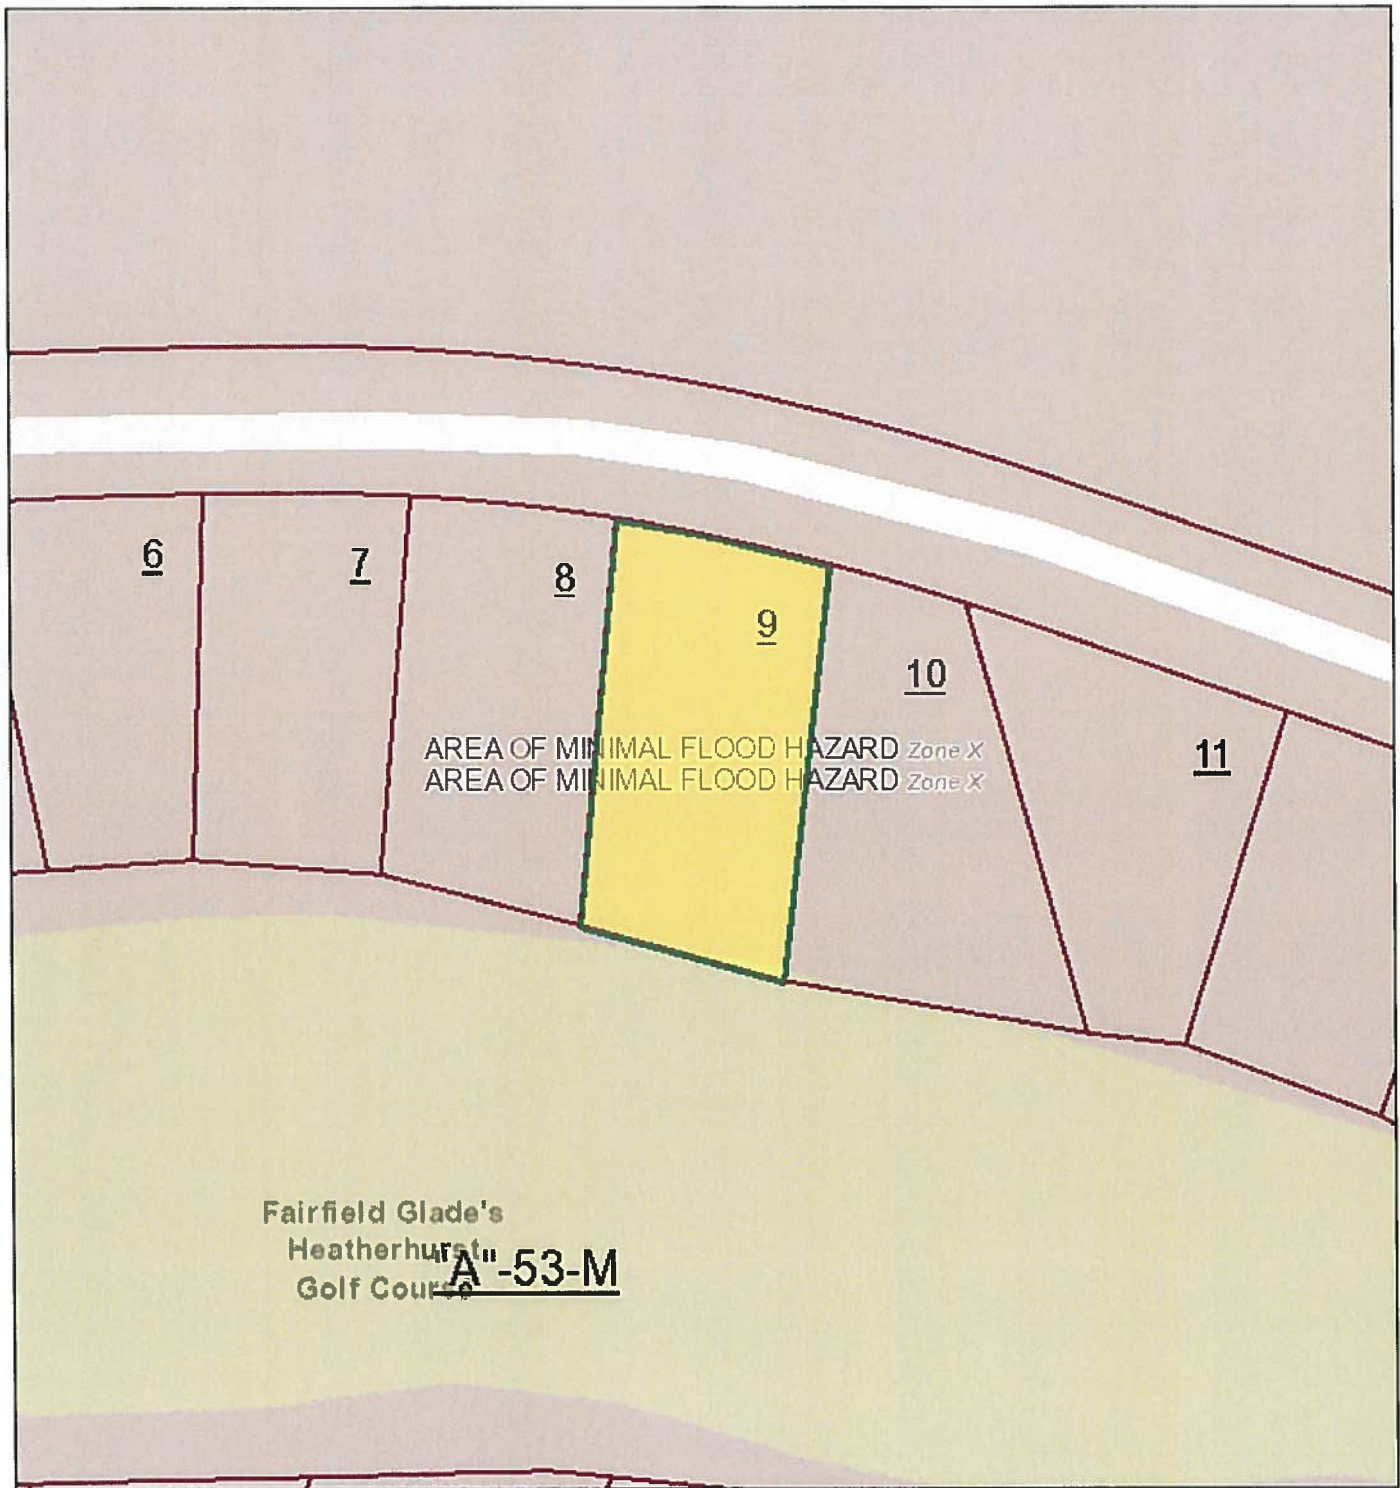 6
7
8
9
10
11
AREA OF MINIMAL FLOOD HAZARD Zone X
AREA OF MINIMAL FLOOD HAZARD Zone X
Fairfield Glade's
Heatherhurst
Golf Course
"A"-53-M